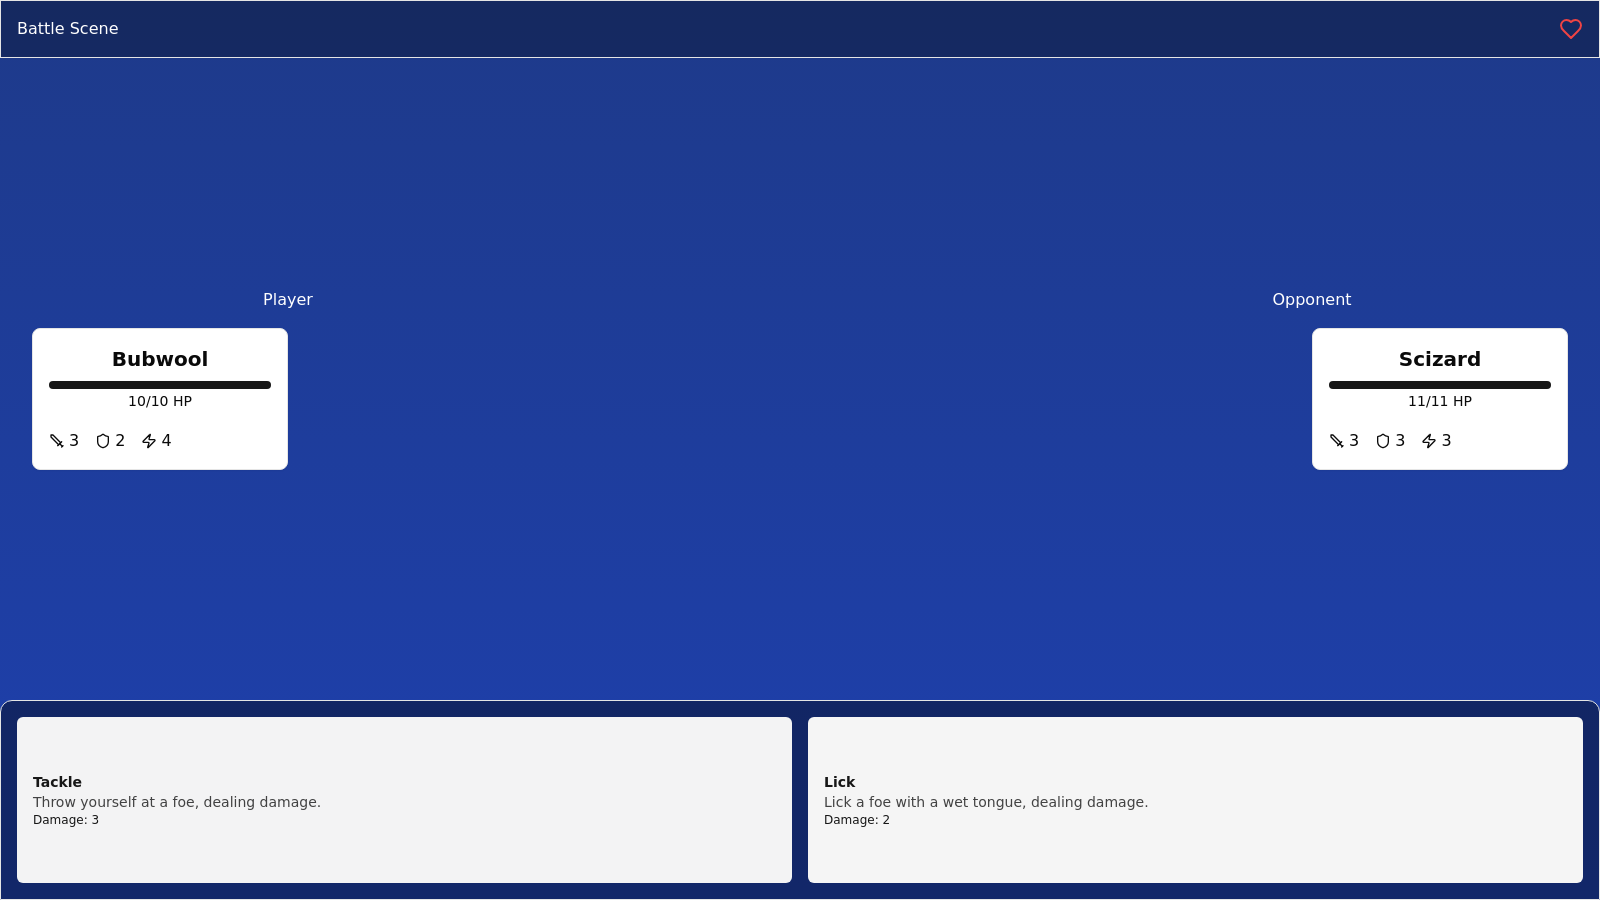 Battle Scene
Player
Bubwool
10/10 HP
3 2 4
Opponent
Scizard
11/11 HP
3 3 3
Tackle
Throw yourself at a foe, dealing damage.
Damage: 3
Lick
Lick a foe with a wet tongue, dealing damage.
Damage: 2